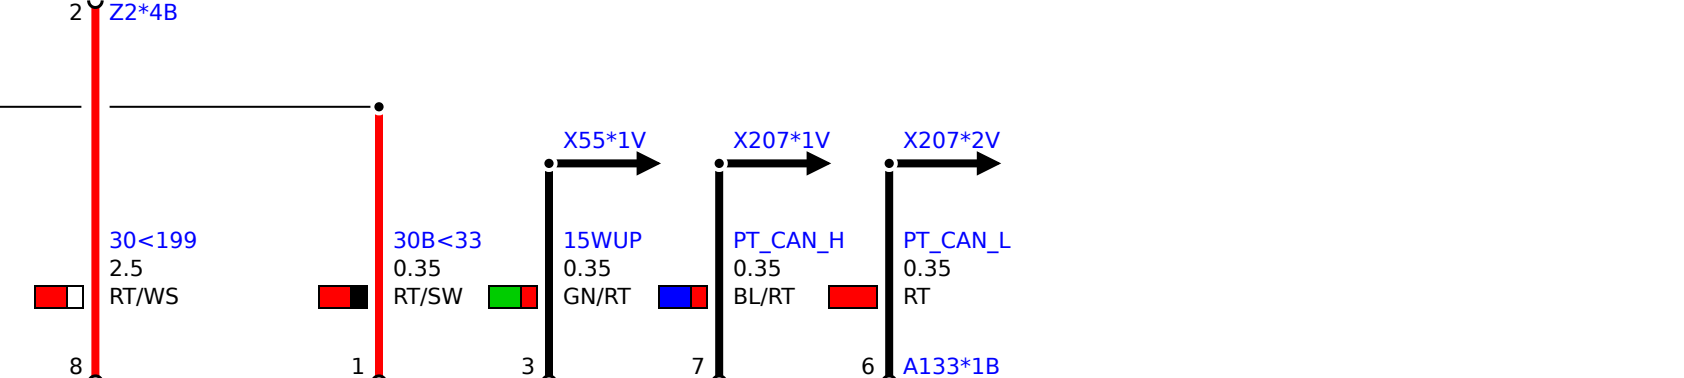 2 Z2*4B
X55*1V X207*1V X207*2V
30<199 30B<33 15WUP PT_CAN_H PT_CAN_L
2.5 0.35 0.35 0.35 0.35
RT/WS RT/SW GN/RT BL/RT RT
8 1 3 7 6 A133*1B